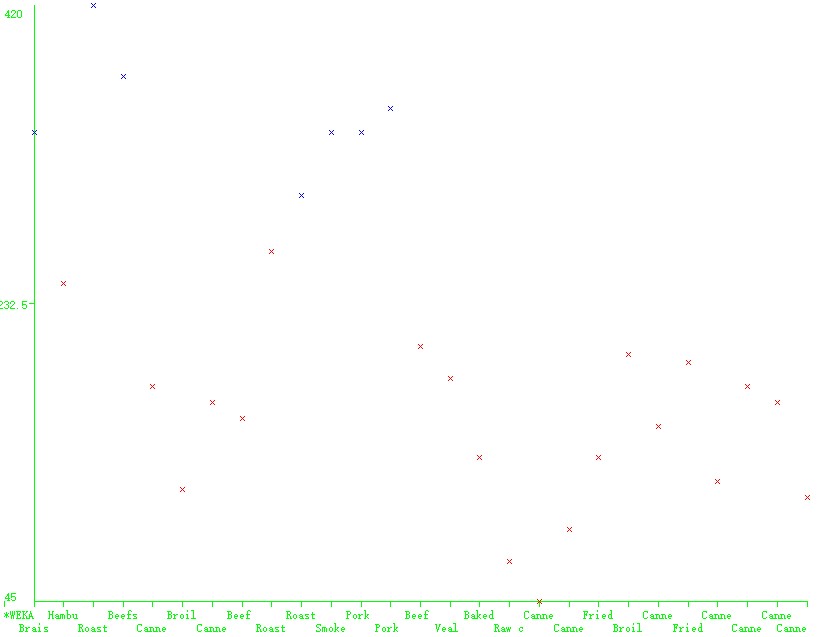 420
232.5
45
*WEKA Hambu Beefs Broil Beef Roast Pork Beef Baked Canne Fried Canne Canne Canne
Brais Roast Canne Canne Roast Smoke Pork Veal Raw c Canne Broil Fried Canne Canne